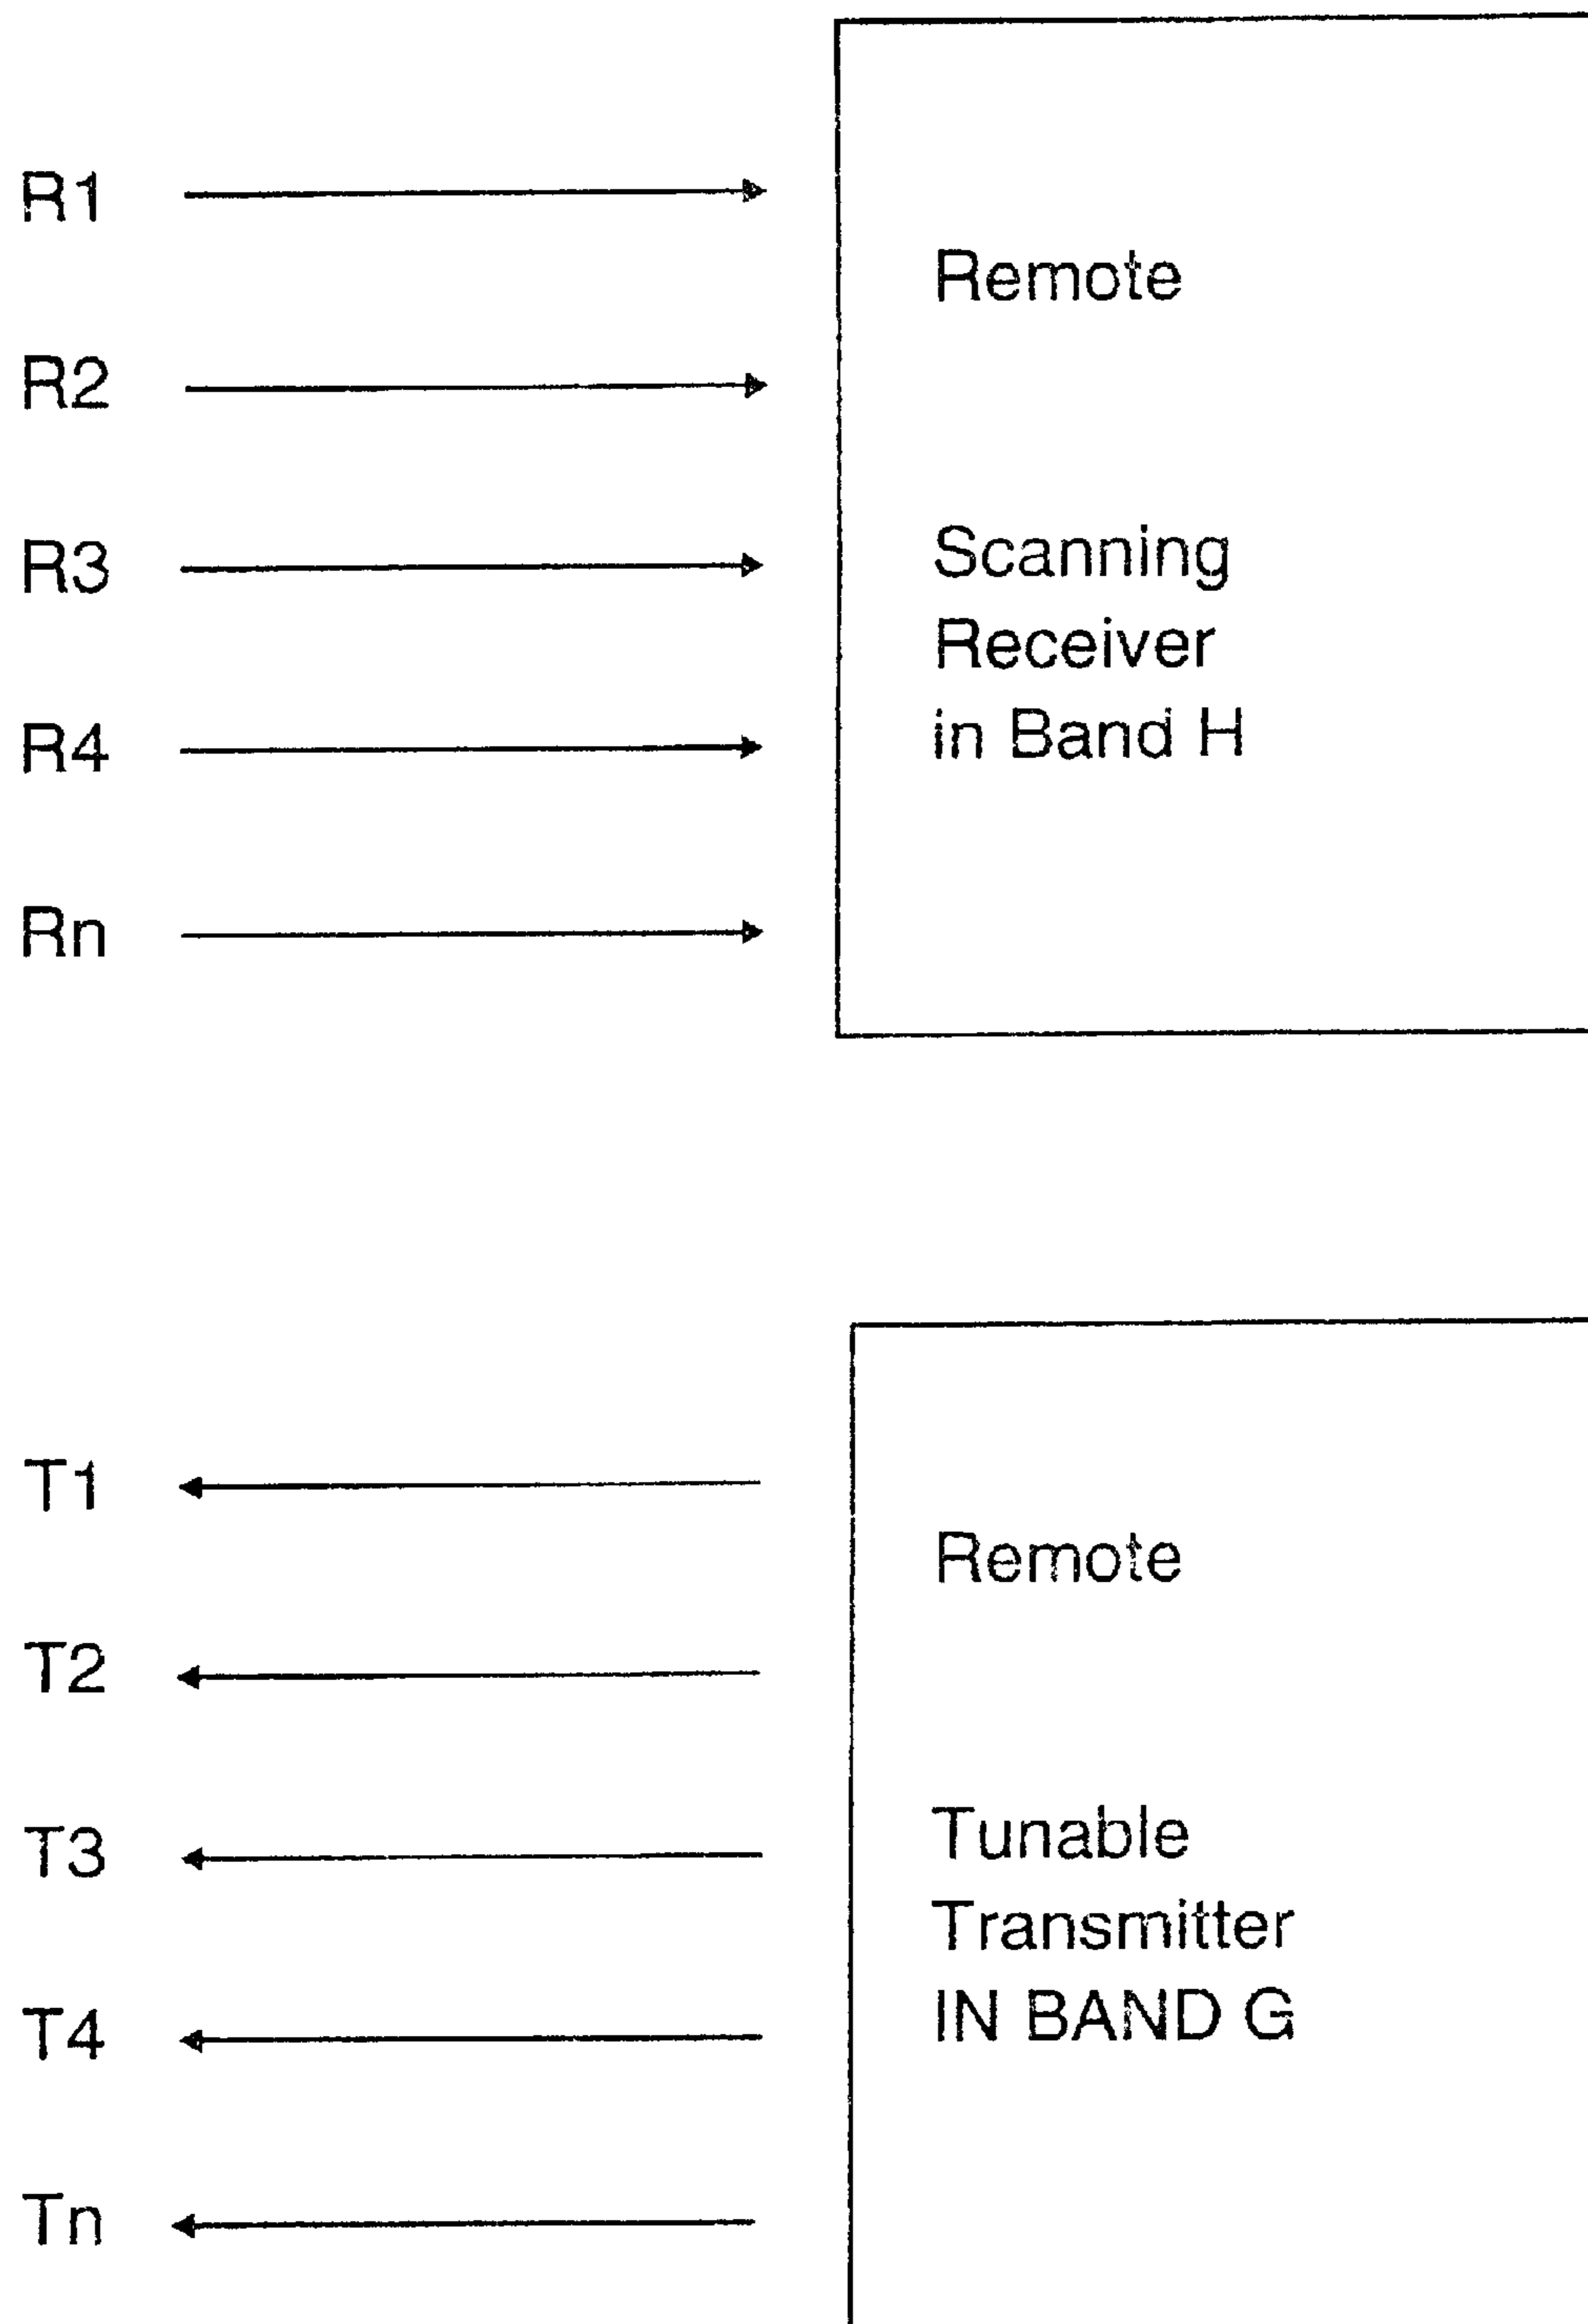 R1
R2
R3
R4
Rn
Remote
Scanning
Receiver
in Band H
T1
T2
T3
T4
Tn
Remote
Tunable
Transmitter
IN BAND G